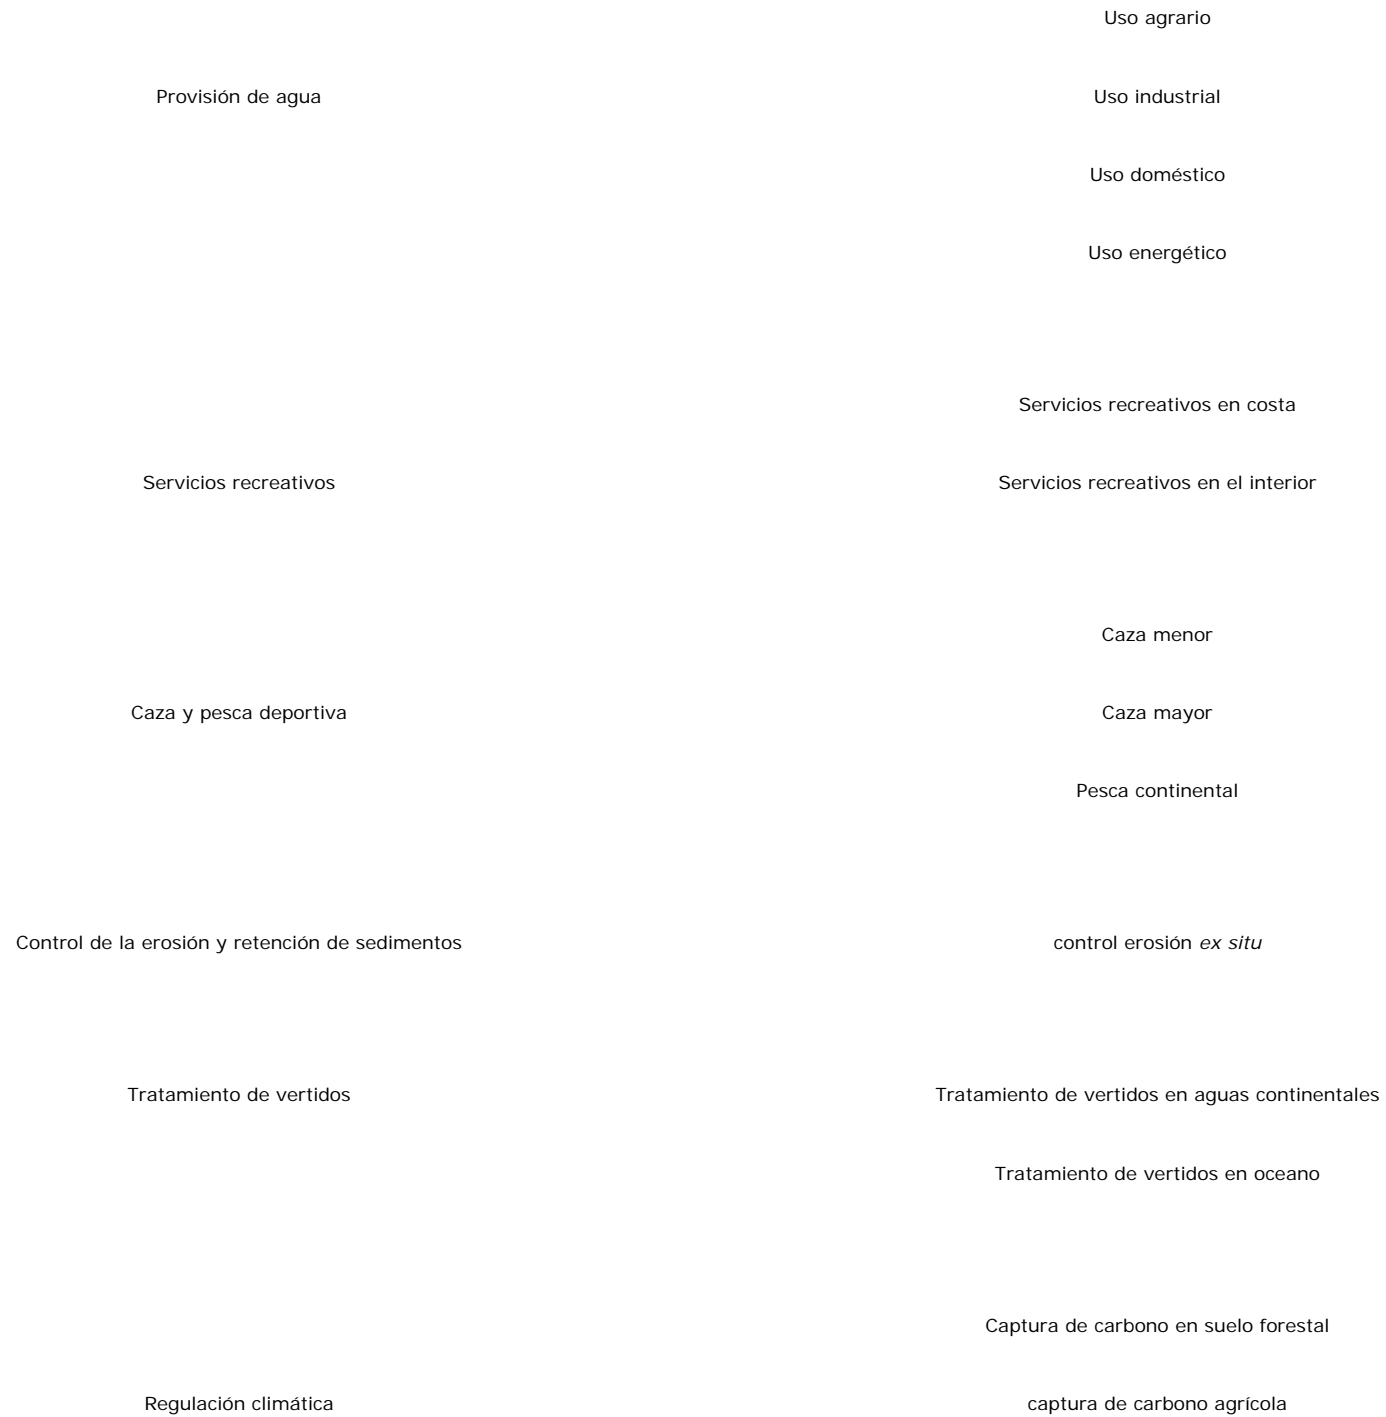 Uso agrario
Provisión de agua Uso industrial
Uso doméstico
Uso energético
Servicios recreativos en costa
Servicios recreativos Servicios recreativos en el interior
Caza menor
Caza y pesca deportiva Caza mayor
Pesca continental
Control de la erosión y retención de sedimentos control erosión ex situ
Tratamiento de vertidos Tratamiento de vertidos en aguas continentales
Tratamiento de vertidos en oceano
Captura de carbono en suelo forestal
Regulación climática captura de carbono agrícola